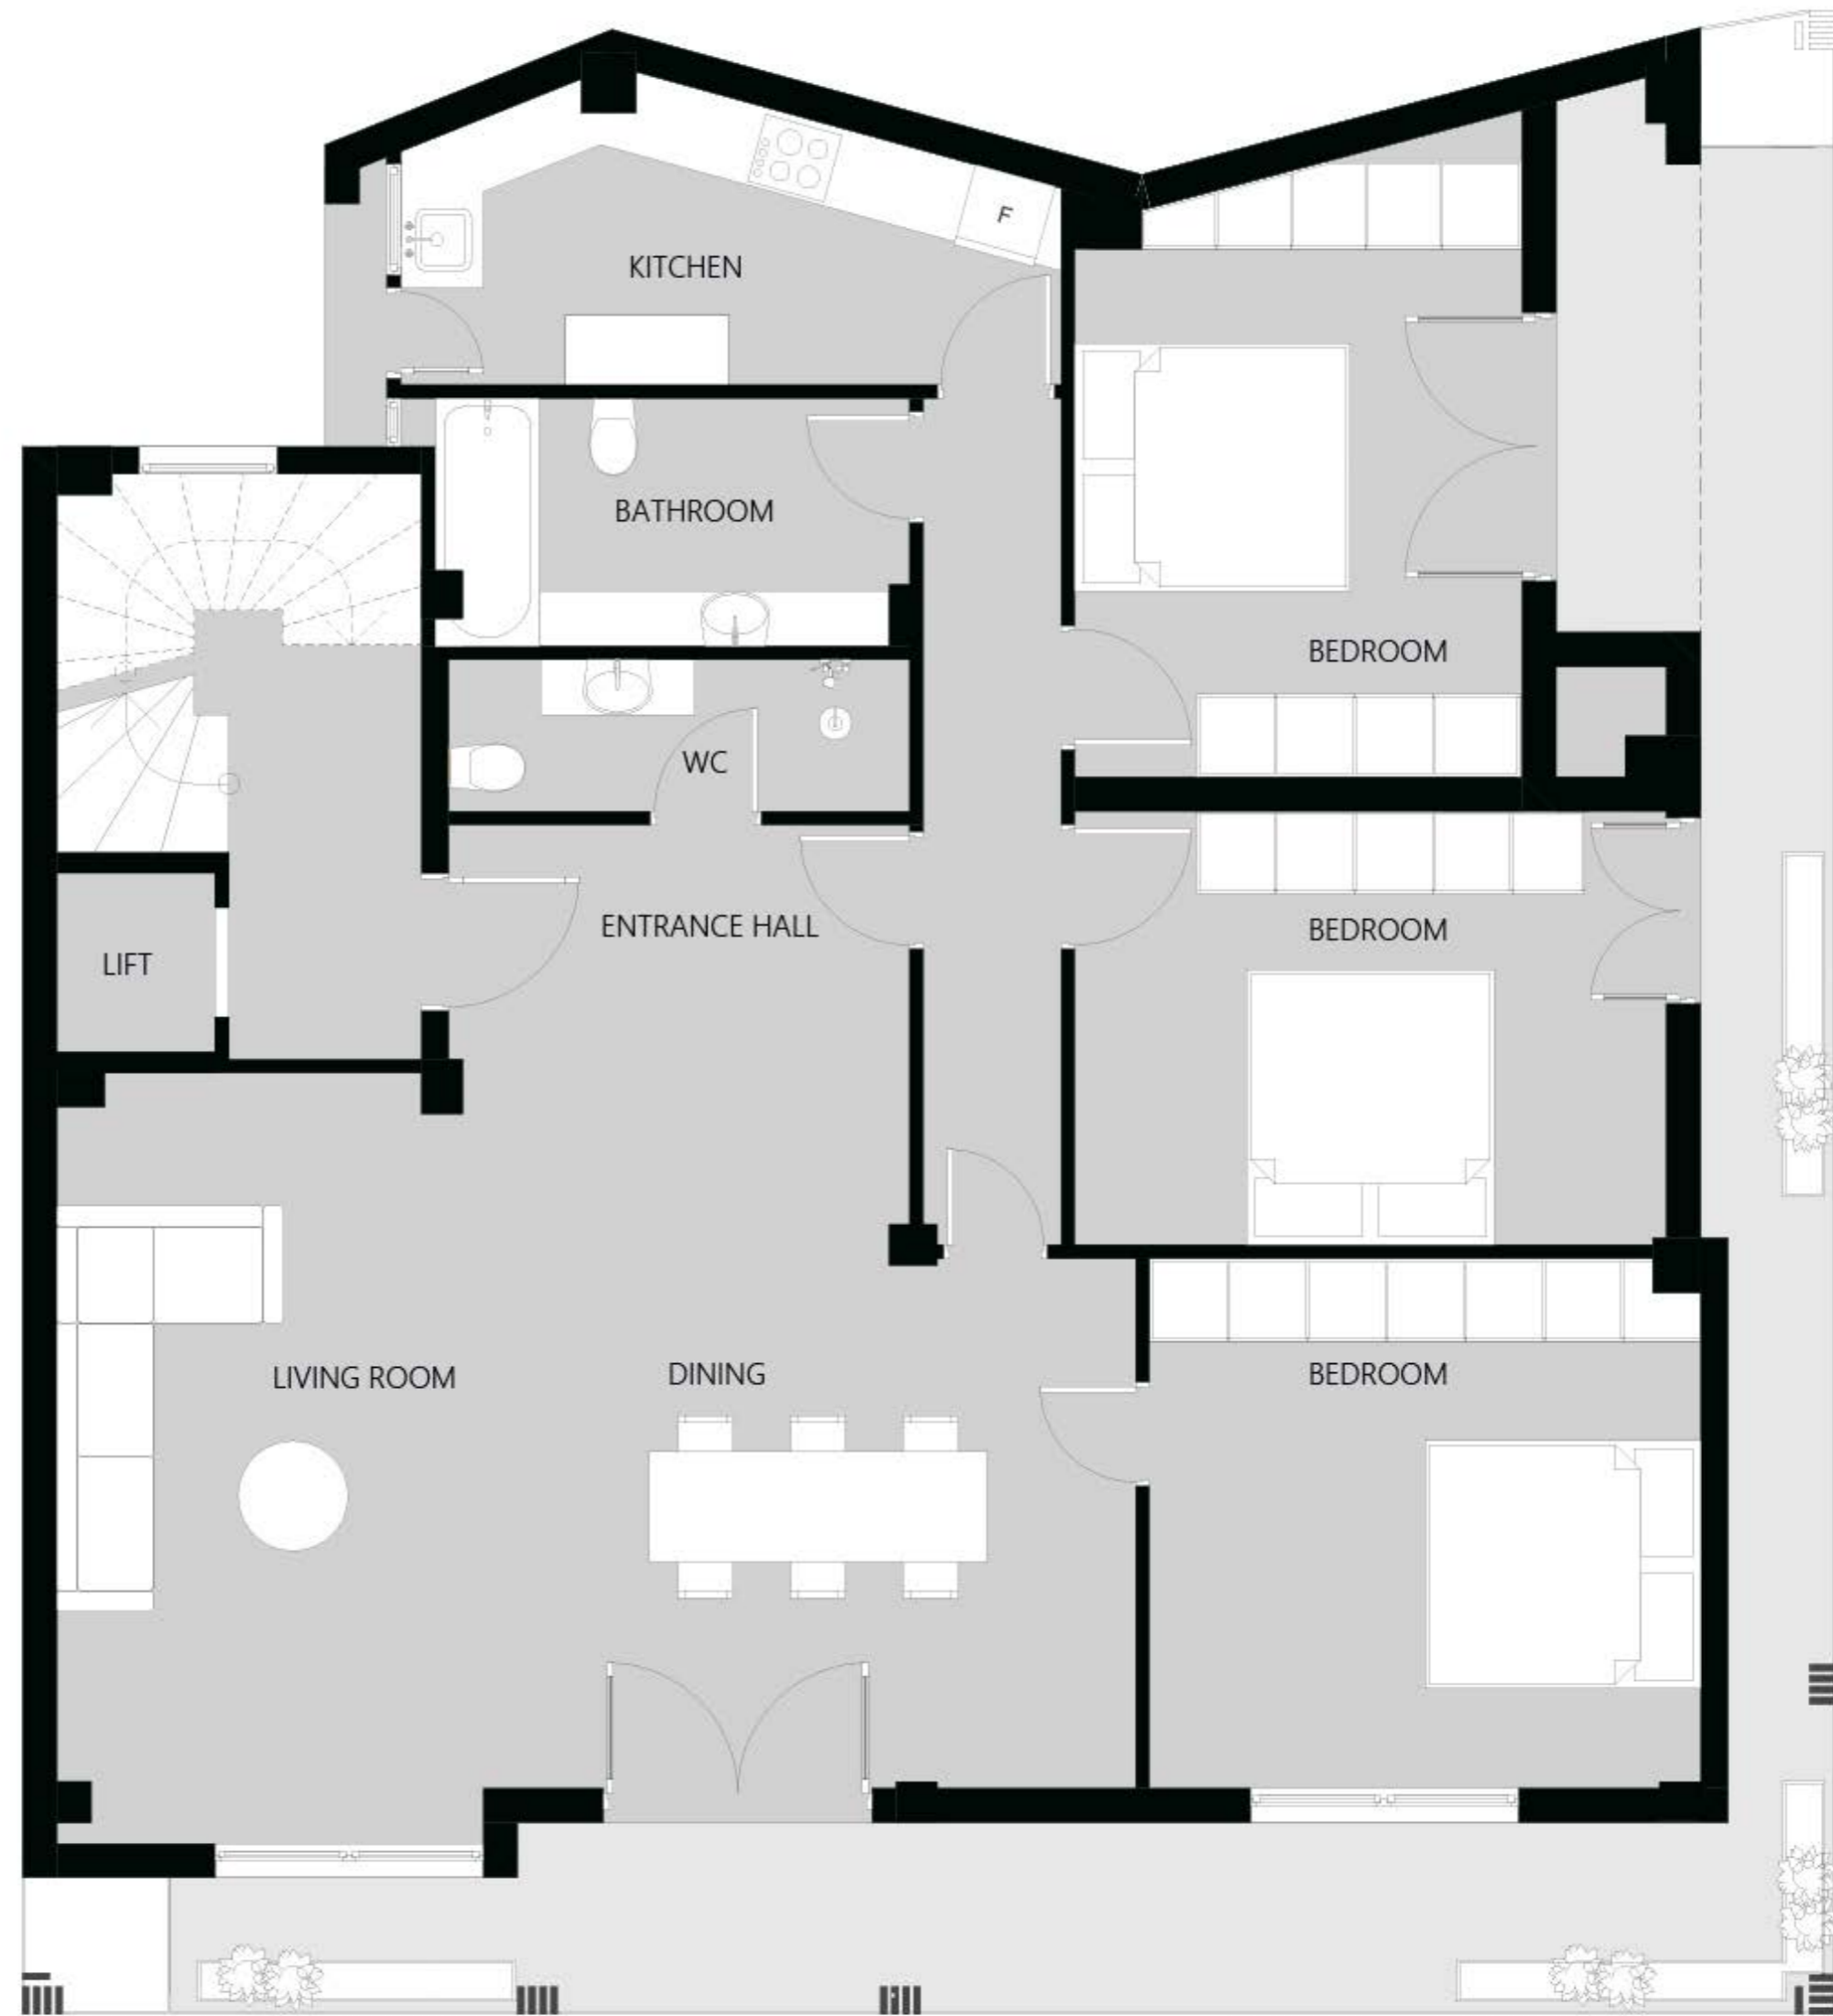 F
KITCHEN
BATHROOM
BEDROOM
WC
ENTRANCE HALL
BEDROOM
LIFT
LIVING ROOM
DINING
BEDROOM